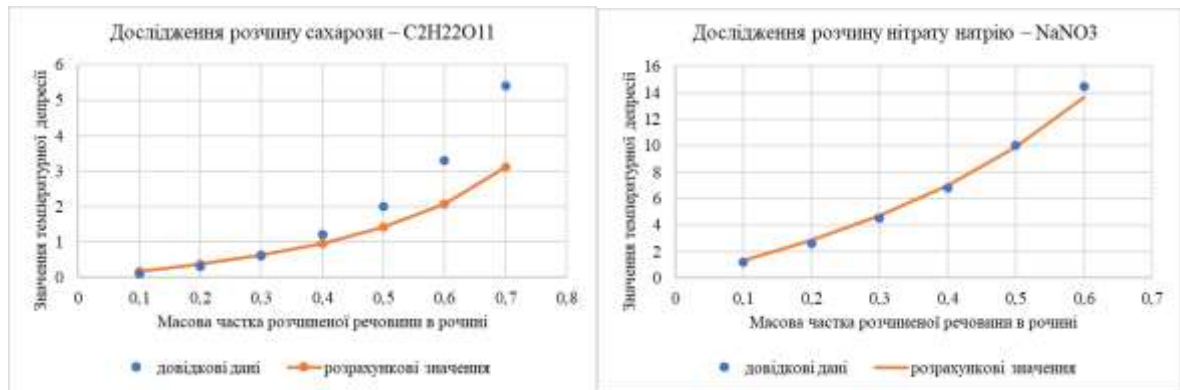 Дослідження розчину сахарози – C2H22O11
Значення температурної депресії
6
5
4
3
2
1
0
0 0,1 0,2 0,3 0,4 0,5 0,6 0,7 0,8
Масова частка розчиненої речовини в рочині
довідкові дані розрахункові значення
Дослідження розчину нітрату натрію – NaNO3
Значення температурної депресії
16
14
12
10
8
6
4
2
0
0 0,1 0,2 0,3 0,4 0,5 0,6 0,7
Масова частка розчиненої речовини в рочині
довідкові дані розрахункові значення